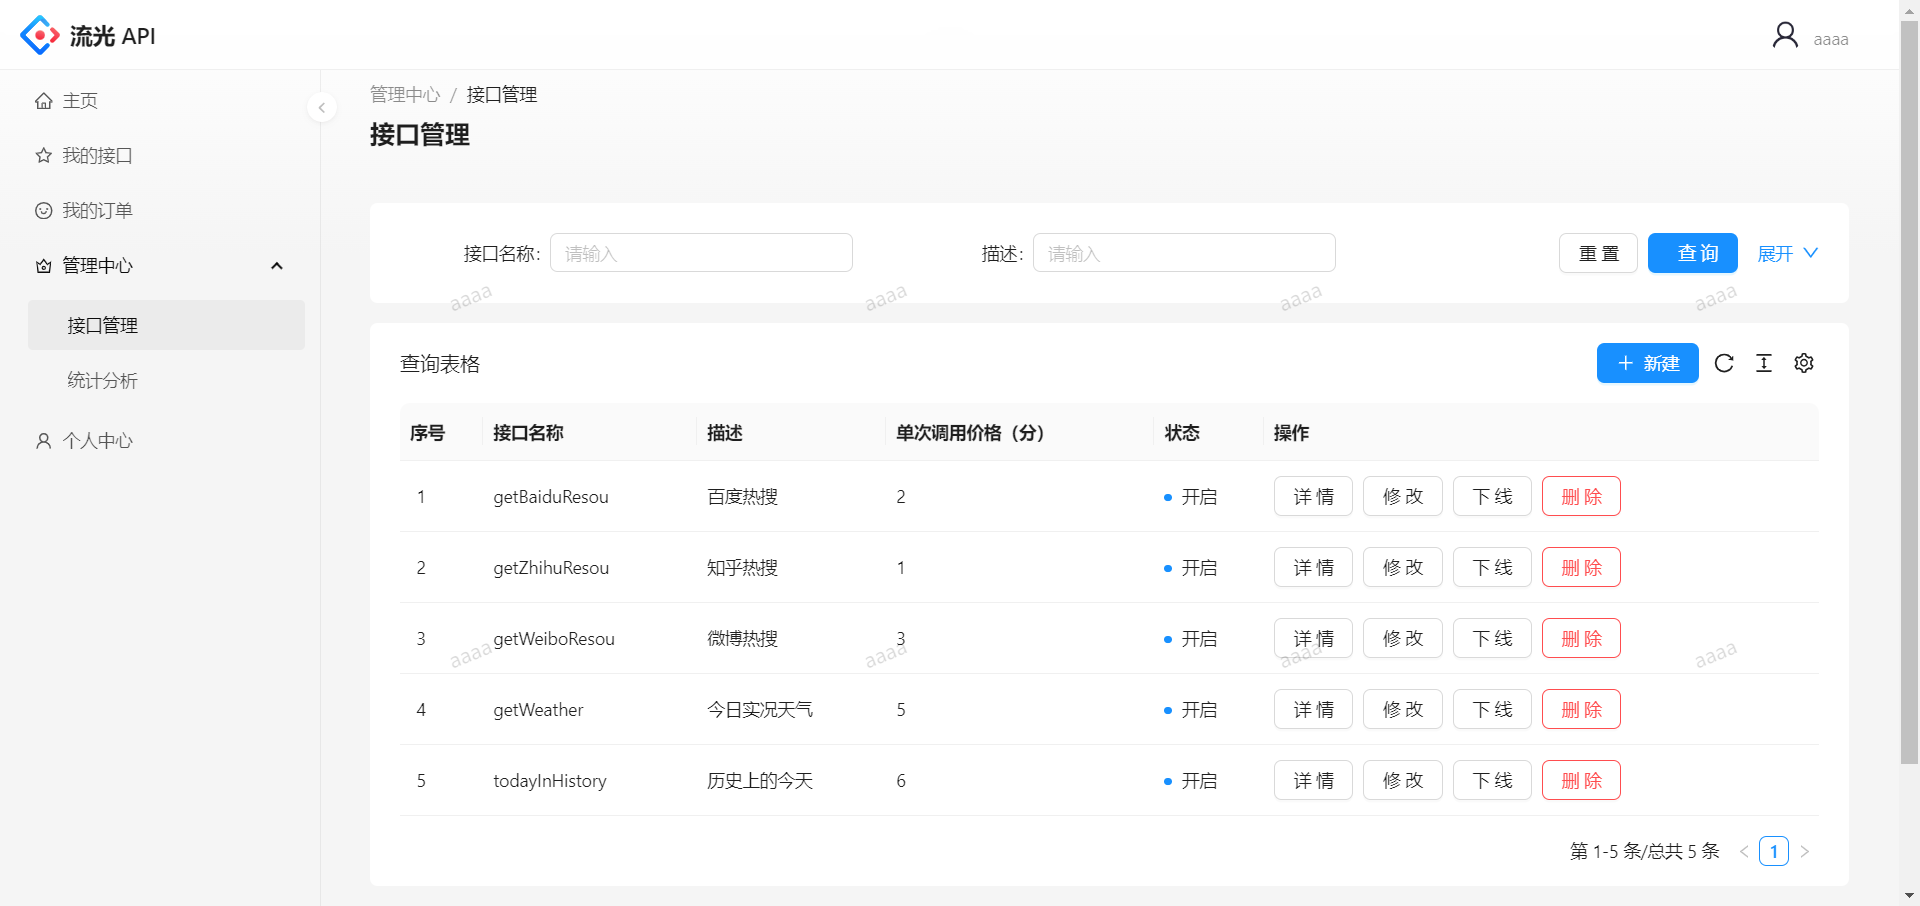 流光 API
aaaa
主页
我的接口
我的订单
管理中心
接口管理
统计分析
个人中心
管理中心 / 接口管理
接口管理
接口名称: 请输入 描述: 请输入 重 置 查 询 展开
aaaa aaaa aaaa aaaa
查询表格 新建
序号 接口名称 描述 单次调用价格（分） 状态 操作
1 getBaiduResou 百度热搜 2 开启 详 情 修 改 下 线 删 除
2 getZhihuResou 知乎热搜 1 开启 详 情 修 改 下 线 删 除
3 getWeiboResou 微博热搜 3 开启 详 情 修 改 下 线 删 除
aaaa aaaa aaaa aaaa
4 getWeather 今日实况天气 5 开启 详 情 修 改 下 线 删 除
5 todayInHistory 历史上的今天 6 开启 详 情 修 改 下 线 删 除
第 1-5 条/总共 5 条 < 1 >